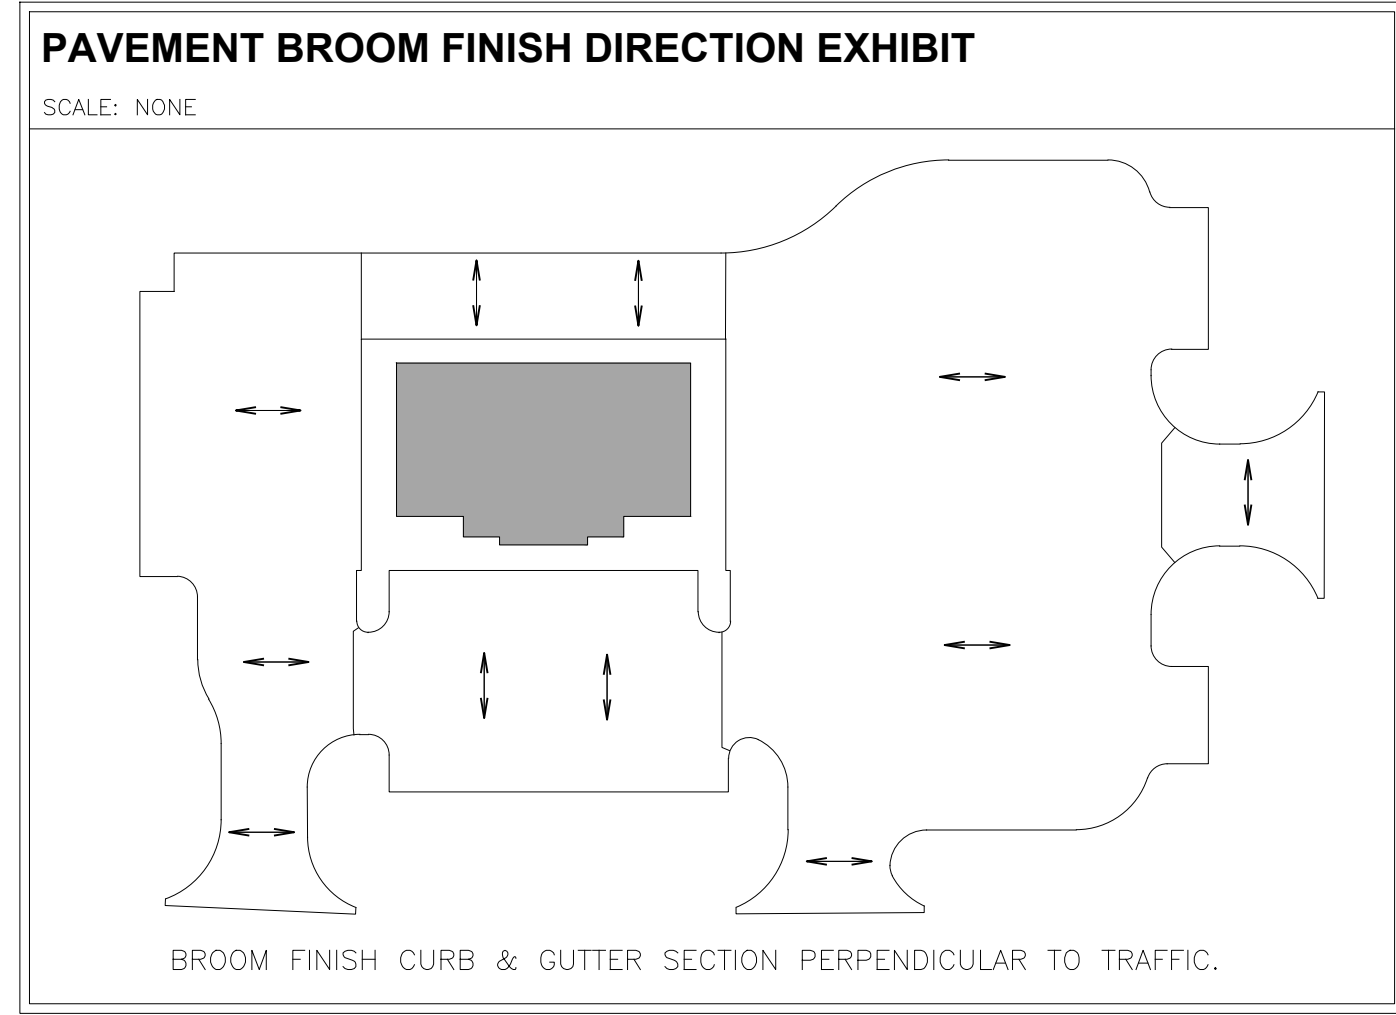 PAVEMENT BROOM FINISH DIRECTION EXHIBIT
SCALE: NONE
BROOM FINISH CURB & GUTTER SECTION PERPENDICULAR TO TRAFFIC.